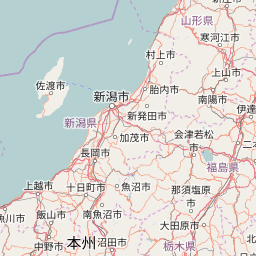 山形県
寒河江市
村上市
上山市
佐渡市
胎内市
南陽市
新潟市
新発田市
伊達
新潟県
加茂市
会津若松
二本
長岡市
福島県
上越市
十日町市
魚沼市
那須塩原
魚川市
飯山市
南魚沼市
大田原市
本州
中野市
沼田市
栃木県